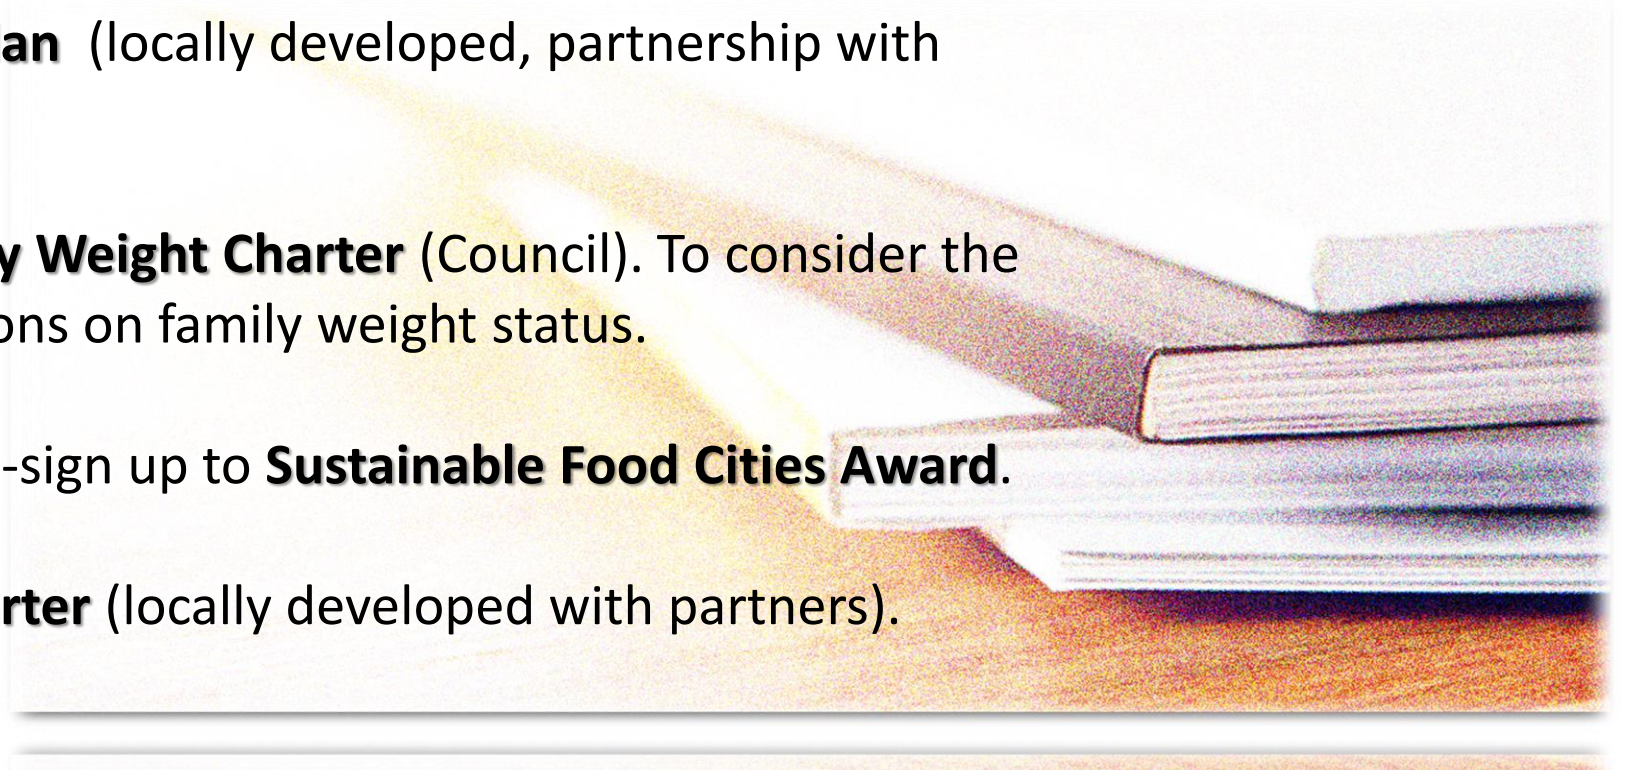 an (locally developed, partnership with
y Weight Charter (Council). To consider the
ons on family weight status.
-sign up to Sustainable Food Cities Award.
rter (locally developed with partners).